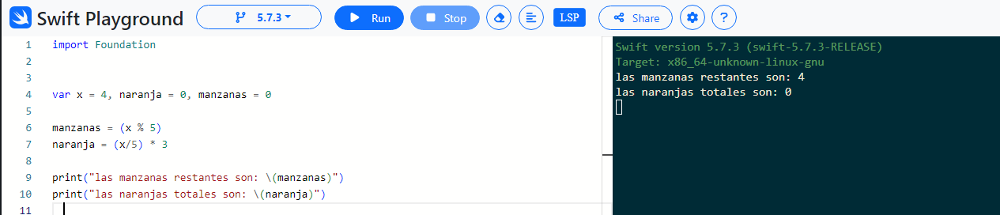 Swift Playground 5.7.3 Run Stop LSP Share ?
1 import Foundation
2
3
4 var x = 4, naranja = 0, manzanas = 0
5
6 manzanas = (x % 5)
7 naranja = (x/5) * 3
8
9 print("las manzanas restantes son: \(manzanas)")
10 print("las naranjas totales son: \(naranja)")
11
Swift version 5.7.3 (swift-5.7.3-RELEASE)
Target: x86_64-unknown-linux-gnu
las manzanas restantes son: 4
las naranjas totales son: 0